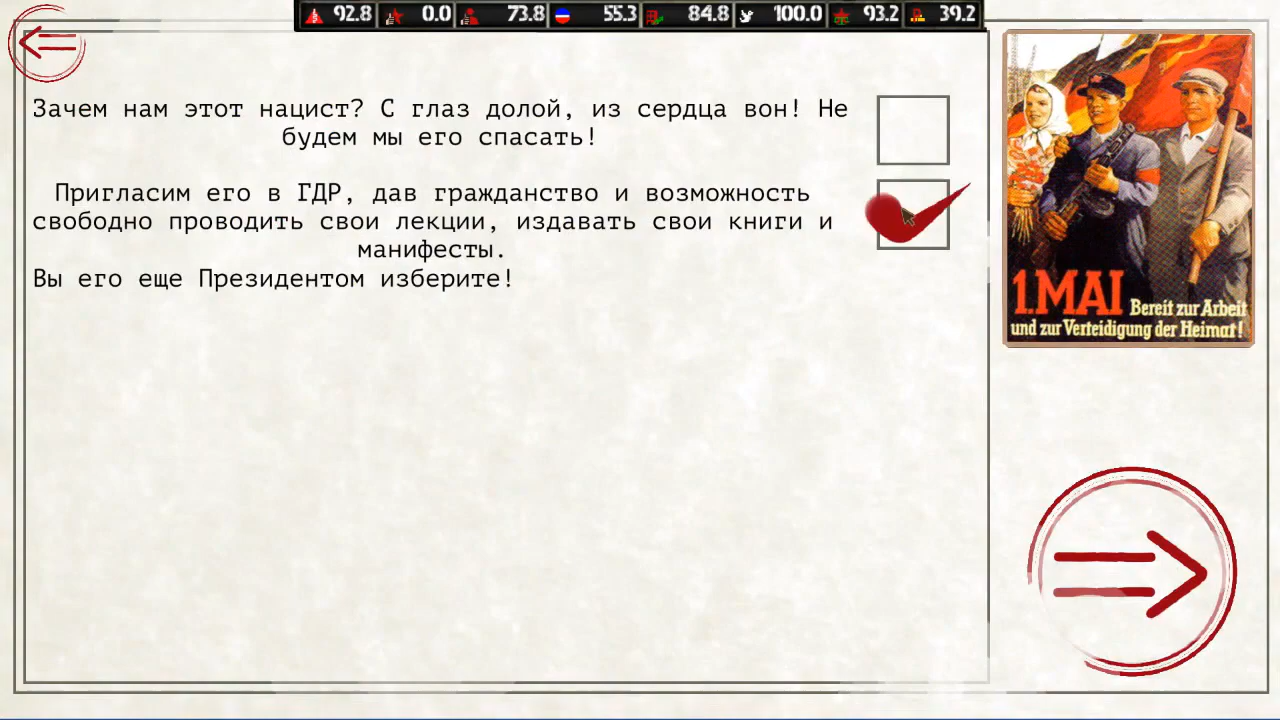 92.8 0.0 73.8 55.3 84.8 100.0 93.2 39.2
Зачем нам этот нацист? С глаз долой, из сердца вон! Не
будем мы его спасать!
Пригласим его в ГДР, дав гражданство и возможность
свободно проводить свои лекции, издавать свои книги и
манифесты.
Вы его еще Президентом изберите!
1. MAI Bereit zur Arbeit
und zur Verteidigung der Heimat!